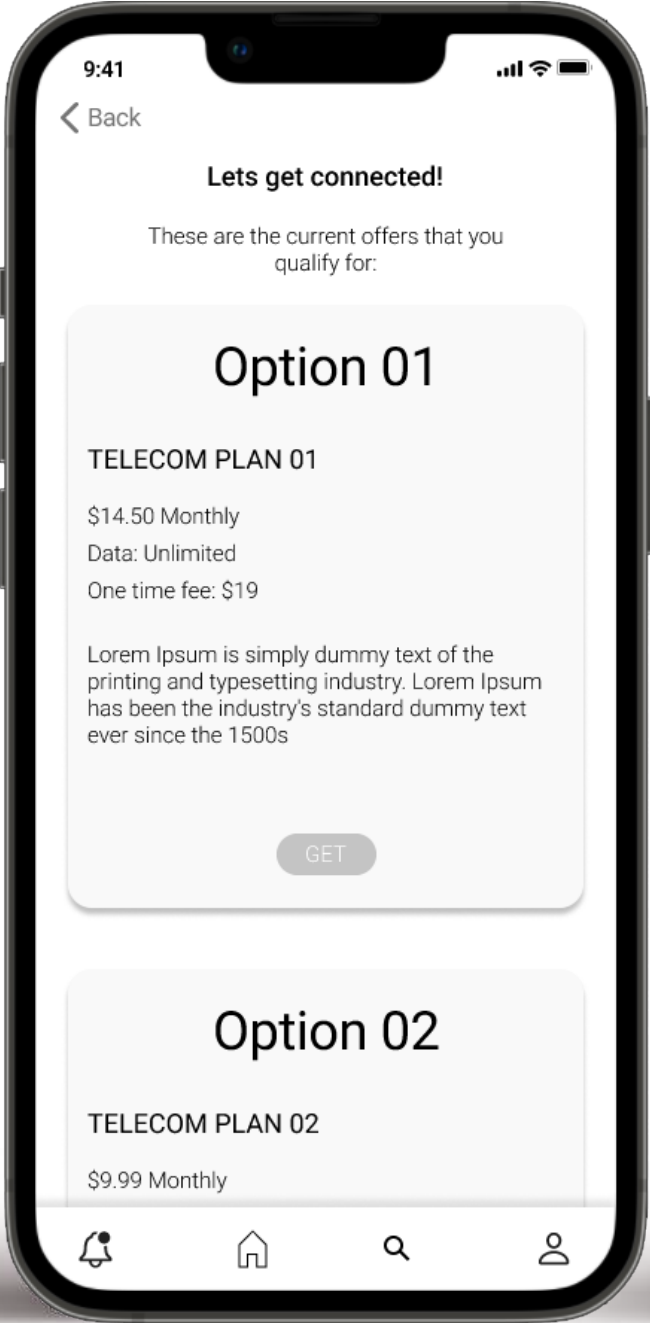 9:41
Back
Lets get connected!
These are the current offers that you
qualify for:
Option 01
TELECOM PLAN 01
$14.50 Monthly
Data: Unlimited
One time fee: $19
Lorem Ipsum is simply dummy text of the
printing and typesetting industry. Lorem Ipsum
has been the industry's standard dummy text
ever since the 1500s
GET
Option 02
TELECOM PLAN 02
$9.99 Monthly